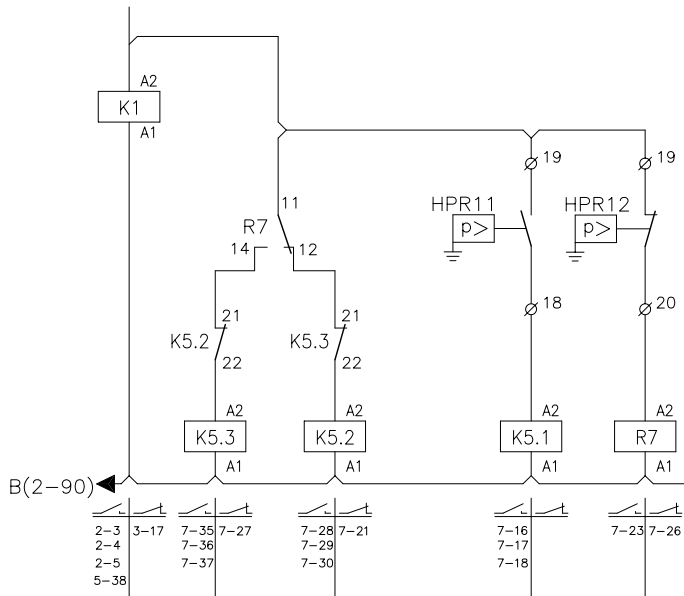 A2
K1
A1
19
19
HPR11
HPR12
p>
p>
11
R7
14
12
18
20
21
21
K5.2
K5.3
22
22
A2
A2
A2
A2
K5.3
K5.2
K5.1
R7
A1
A1
A1
A1
B(2-90)
2-3 3-17 7-35 7-27 7-28 7-21 7-16 7-23 7-26
2-4 7-36 7-29 7-17
2-5 7-37 7-30 7-18
5-38